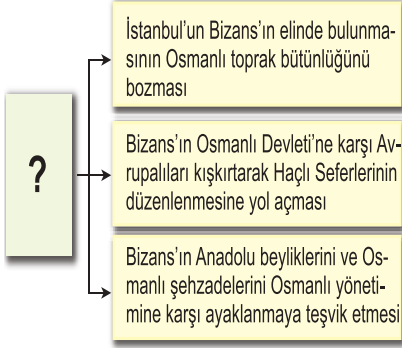 İstanbul’un Bizans’ın elinde bulunma-
sının Osmanlı toprak bütünlüğünü
bozması
?
Bizans’ın Osmanlı Devleti’ne karşı Av-
rupalıları kışkırtarak Haçlı Seferlerinin
düzenlenmesine yol açması
Bizans’ın Anadolu beyliklerini ve Os-
manlı şehzadelerini Osmanlı yöneti-
mine karşı ayaklanmaya teşvik etmesi